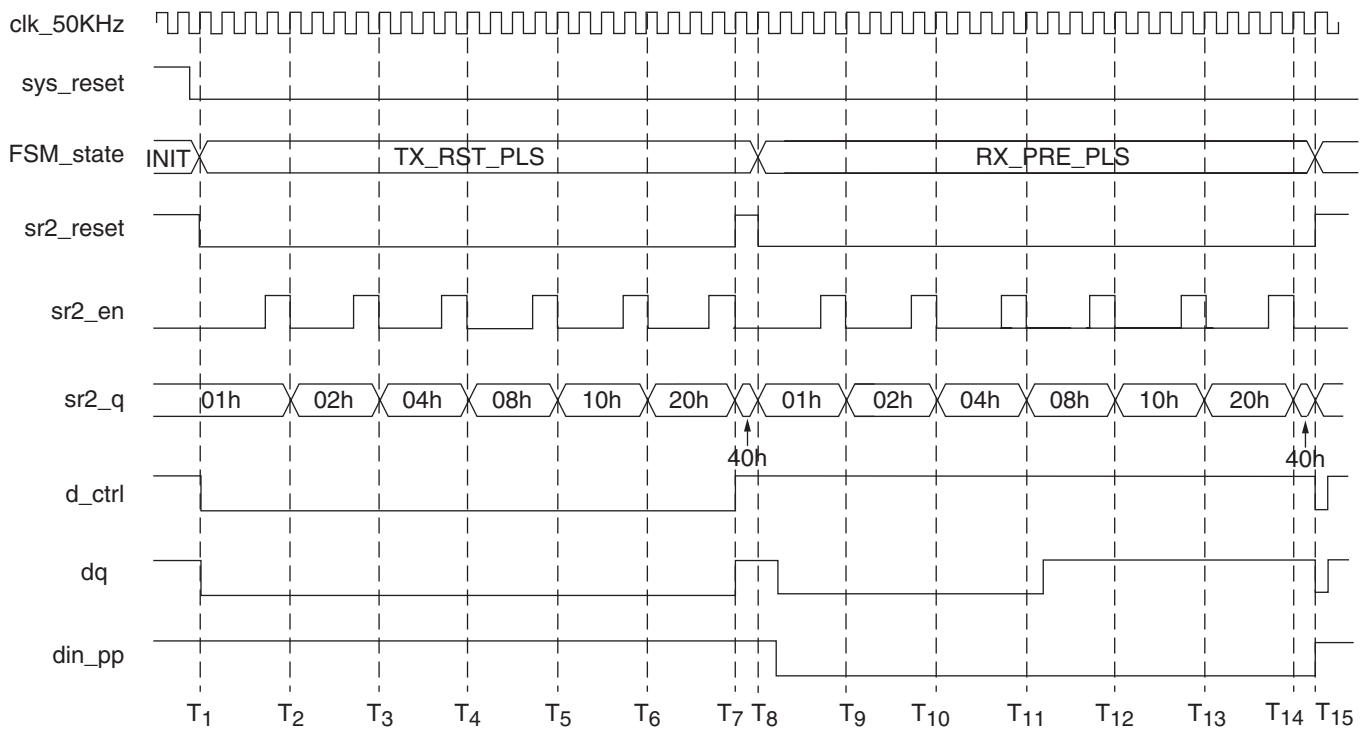 clk_50KHz
sys_reset
FSM_state INIT TX_RST_PLS RX_PRE_PLS
sr2_reset
sr2_en
sr2_q 01h 02h 04h 08h 10h 20h 01h 02h 04h 08h 10h 20h
40h 40h
d_ctrl
dq
din_pp
T1 T2 T3 T4 T5 T6 T7 T8 T9 T10 T11 T12 T13 T14 T15